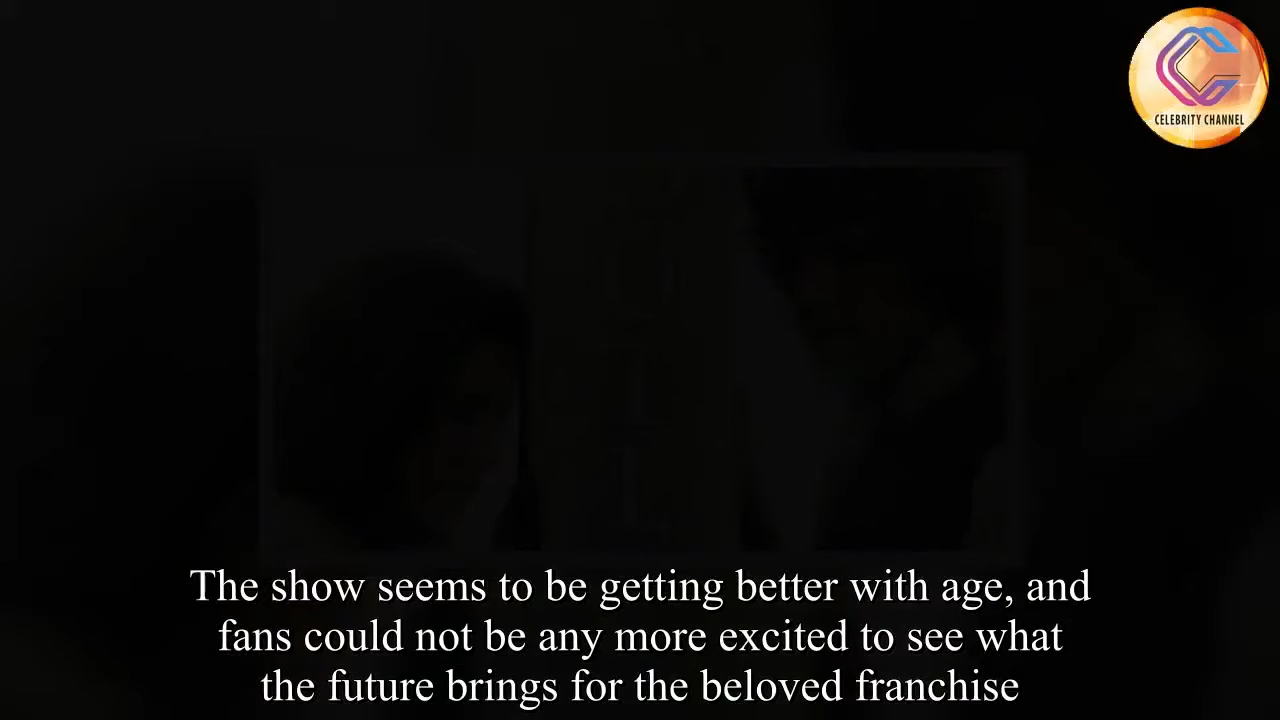 CELEBRITY CHANNEL
The show seems to be getting better with age, and
fans could not be any more excited to see what
the future brings for the beloved franchise